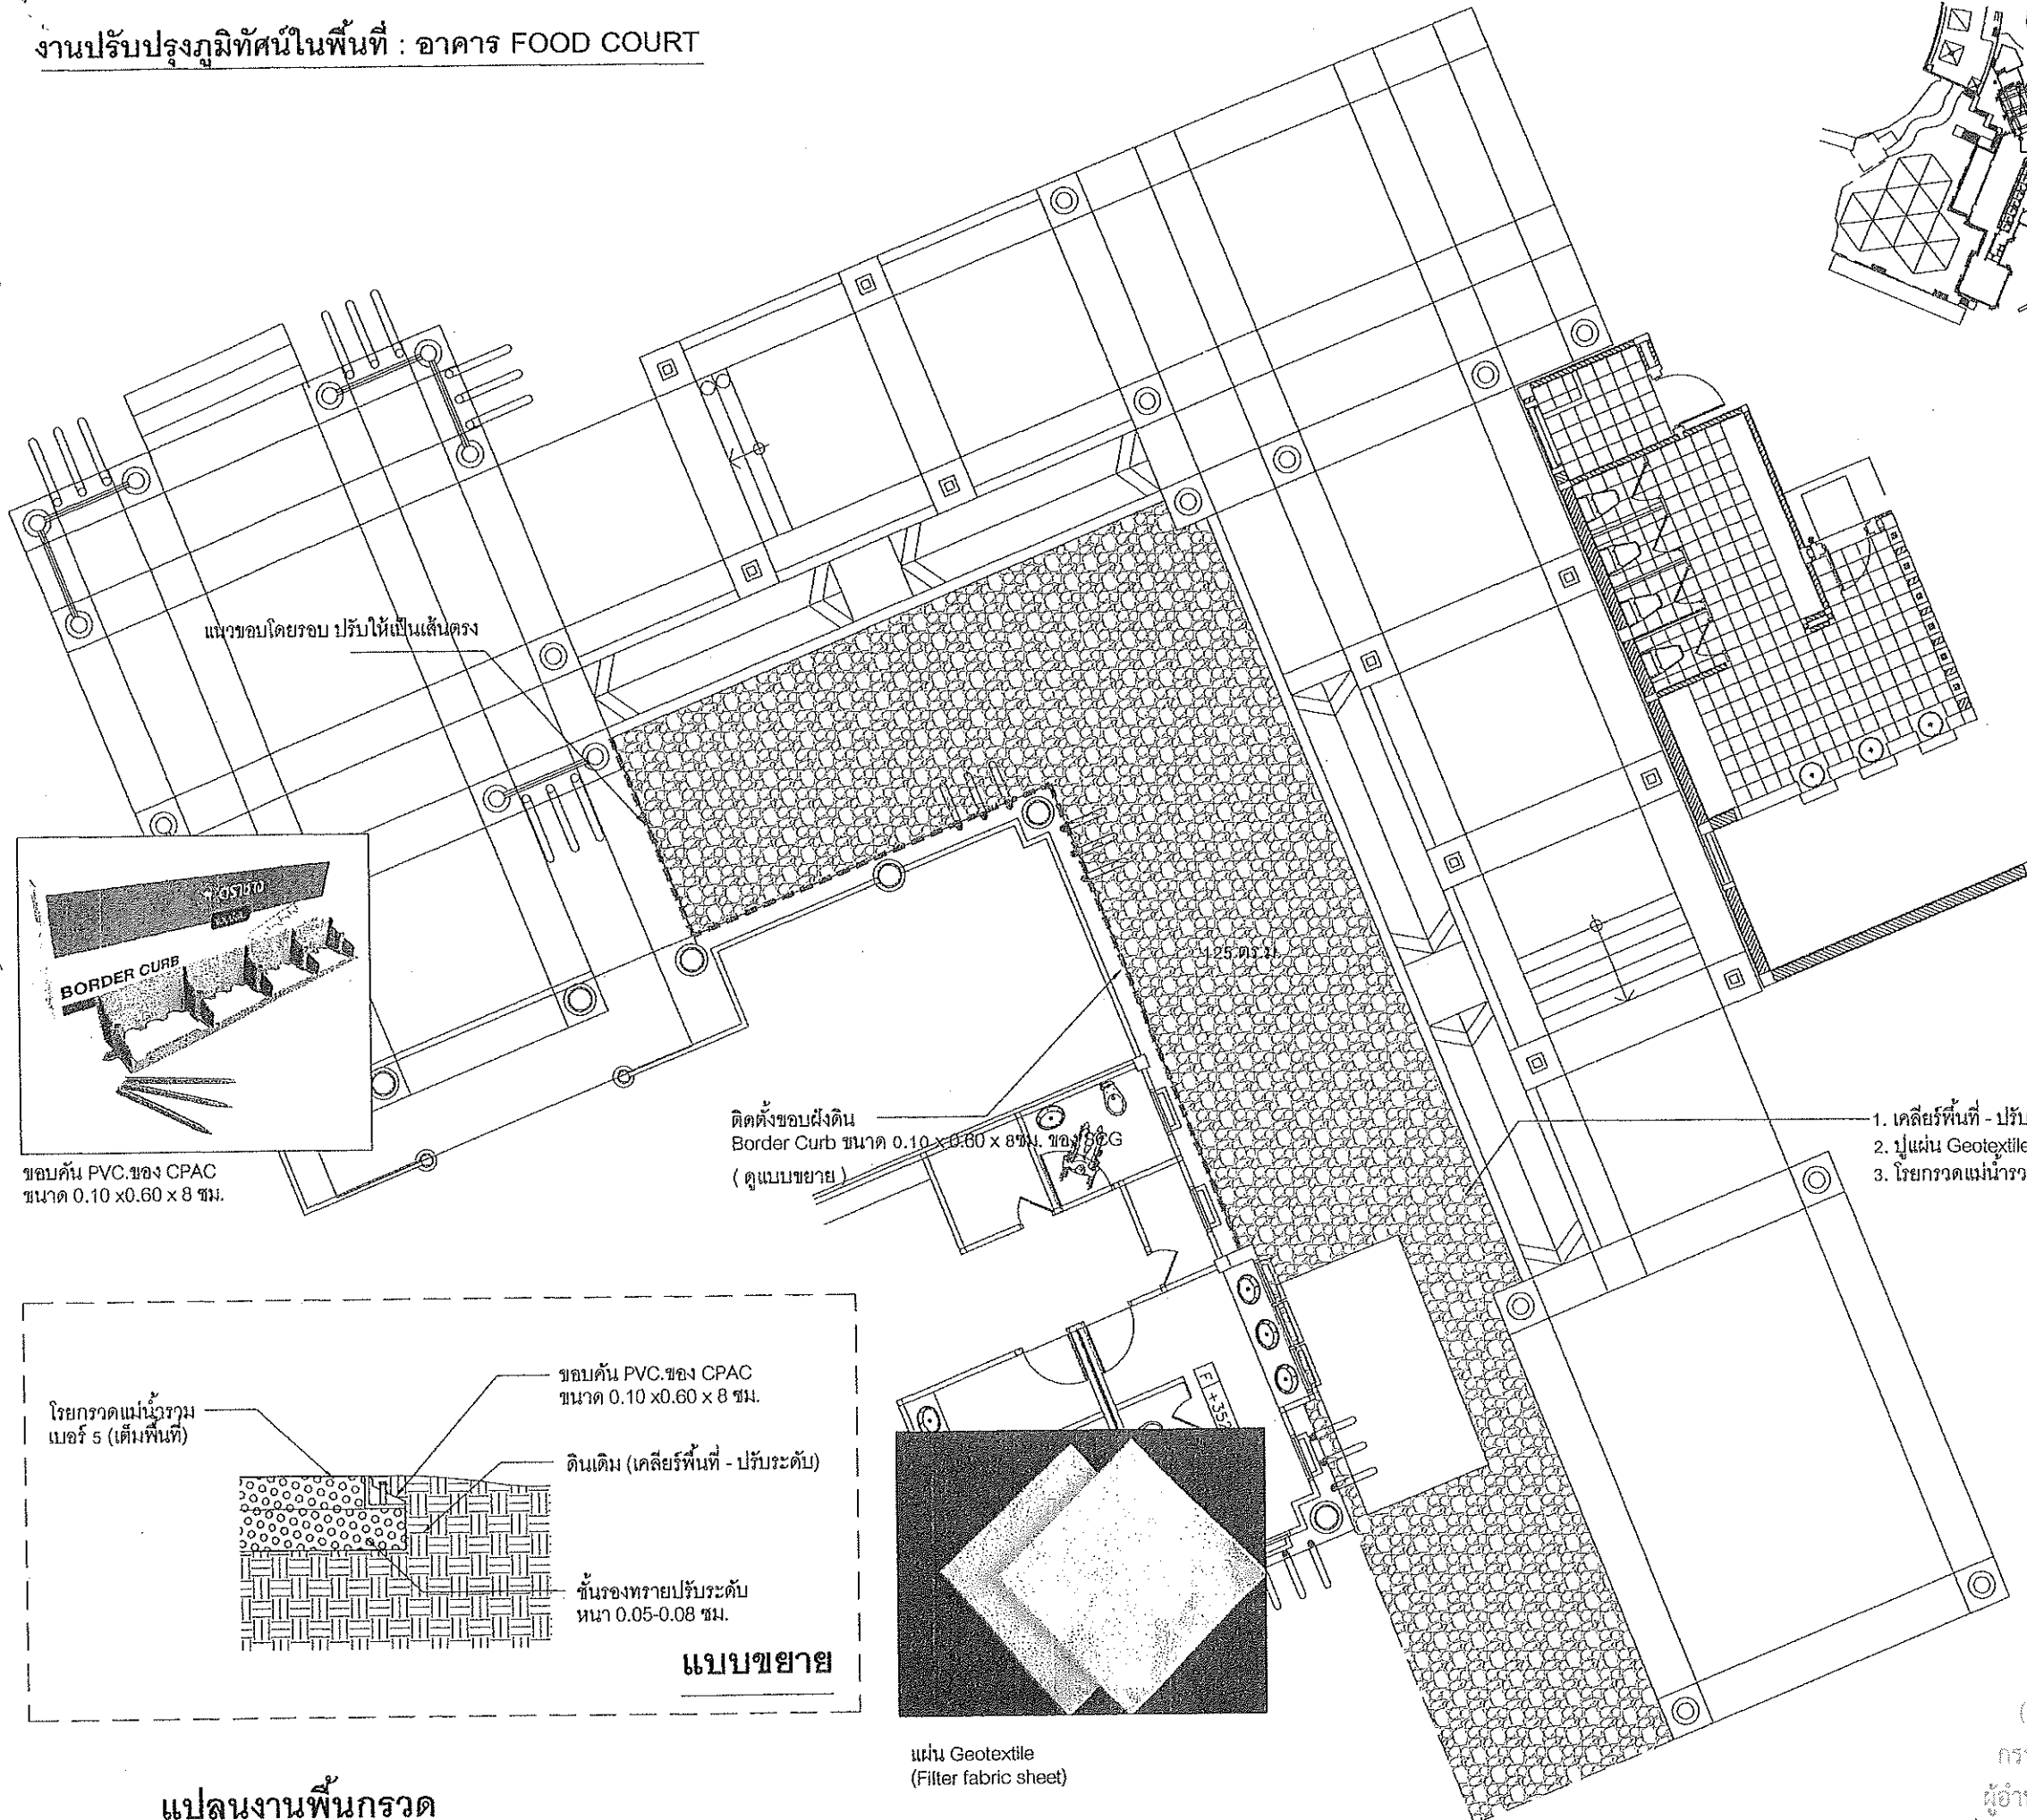 งานปรับปรุงภูมิทัศน์ในพื้นที่ : อาคาร FOOD COURT
แนวขอบโดยรอบ ปรับให้เป็นเส้นตรง
125 ตร.ม.
BORDER CURB
ขอบคัน PVC.ของ CPAC
ขนาด 0.10 x0.60 x 8 ซม.
ติดตั้งขอบฝังดิน
Border Curb ขนาด 0.10 x 0.60 x 8ซม. ของ SCG
( ดูแบบขยาย )
1. เคลียร์พื้นที่ - ปรับ
2. ปูแผ่น Geotextile
3. โรยกรวดแม่น้ำรว
ขอบคัน PVC.ของ CPAC
ขนาด 0.10 x0.60 x 8 ซม.
โรยกรวดแม่น้ำรวม
เบอร์ 5 (เต็มพื้นที่)
ดินเดิม (เคลียร์พื้นที่ - ปรับระดับ)
ชั้นรองทรายปรับระดับ
หนา 0.05-0.08 ซม.
แบบขยาย
แผ่น Geotextile
(Filter fabric sheet)
แปลนงานพื้นกรวด